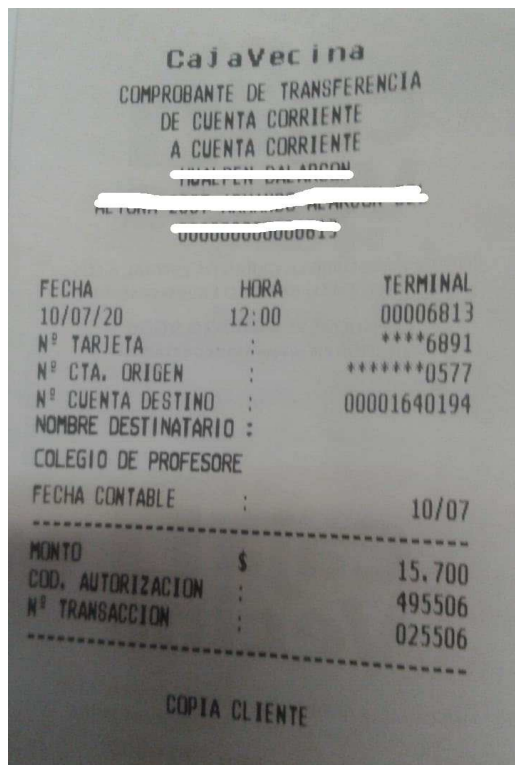 CajaVecina
COMPROBANTE DE TRANSFERENCIA
DE CUENTA CORRIENTE
A CUENTA CORRIENTE
FECHA HORA TERMINAL
10/07/20 12:00 00006813
Nº TARJETA : ****6891
Nº CTA. ORIGEN : *******0577
Nº CUENTA DESTINO : 00001640194
NOMBRE DESTINATARIO :
COLEGIO DE PROFESORE
FECHA CONTABLE : 10/07
MONTO $ 15.700
COD. AUTORIZACION : 495506
Nº TRANSACCION : 025506
COPIA CLIENTE